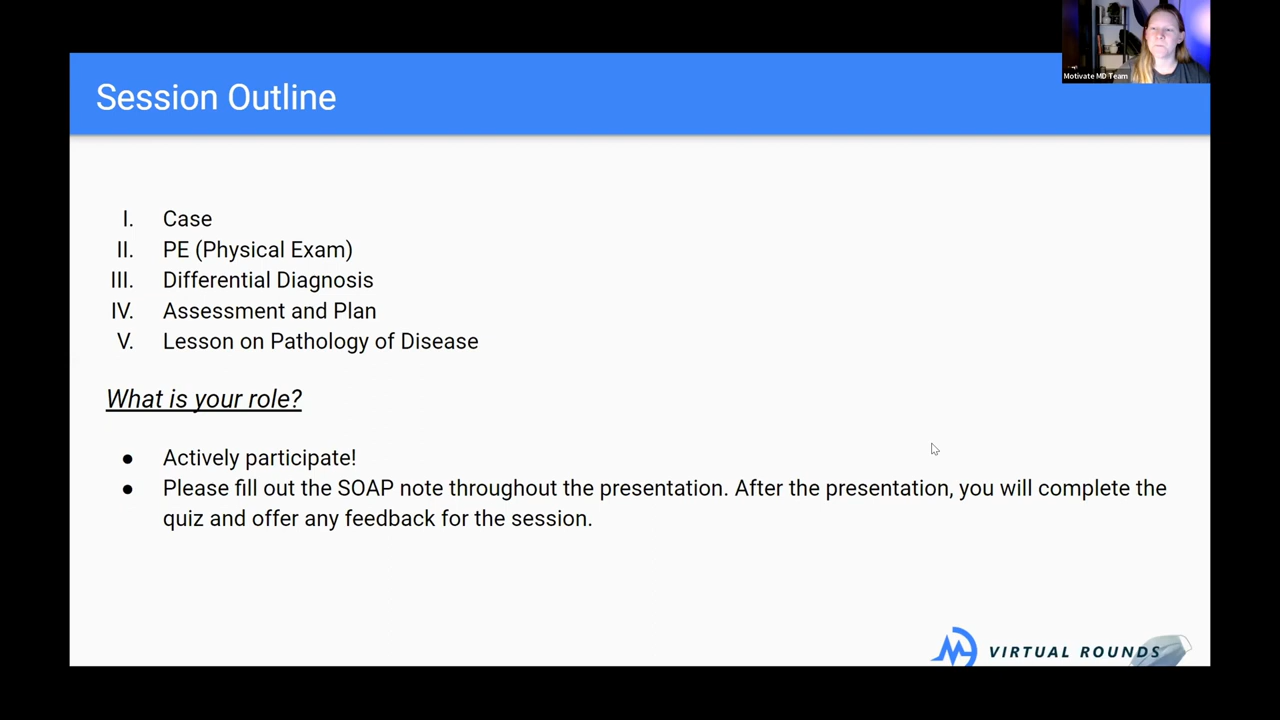 Motivate MD Team
Session Outline
I. Case
II. PE (Physical Exam)
III. Differential Diagnosis
IV. Assessment and Plan
V. Lesson on Pathology of Disease
What is your role?
● Actively participate!
● Please fill out the SOAP note throughout the presentation. After the presentation, you will complete the
quiz and offer any feedback for the session.
VIRTUAL ROUNDS